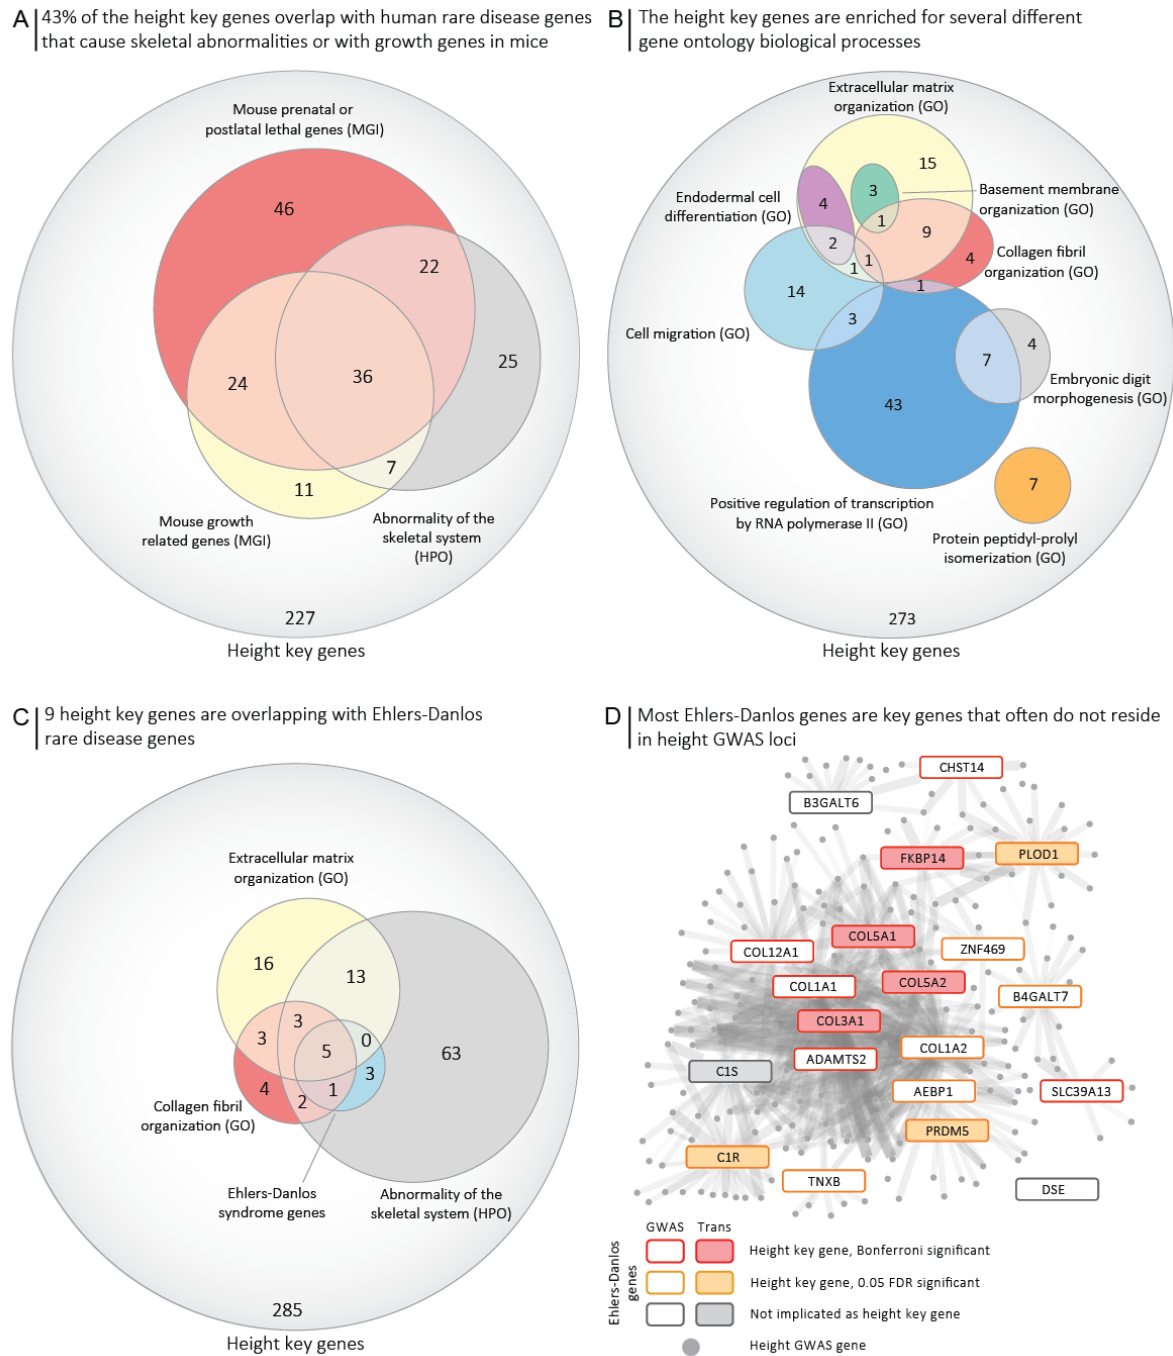 A
43% of the height key genes overlap with human rare disease genes
that cause skeletal abnormalities or with growth genes in mice
Mouse prenatal or
postlatal lethal genes (MGI)
46
22
24
36
25
7
11
Mouse growth
related genes (MGI)
Abnormality of the
skeletal system
(HPO)
227
Height key genes
B
The height key genes are enriched for several different
gene ontology biological processes
Extracellular matrix
organization (GO)
15
Endodermal cell
differentiation (GO)
4
3
Basement membrane
organization (GO)
1
9
2
1
1
4
Collagen fibril
organization (GO)
14
1
Cell migration (GO)
3
7
4
Embryonic digit
morphogenesis (GO)
43
7
Positive regulation of transcription
by RNA polymerase II (GO)
Protein peptidyl-prolyl
isomerization (GO)
273
Height key genes
C
9 height key genes are overlapping with Ehlers-Danlos
rare disease genes
Extracellular matrix
organization (GO)
16
13
3
3
5
0
63
4
2
1
3
Collagen fibril
organization (GO)
Ehlers-Danlos
syndrome genes
Abnormality of the
skeletal system (HPO)
285
Height key genes
D
Most Ehlers-Danlos genes are key genes that often do not reside
in height GWAS loci
CHST14
B3GALT6
FKBP14
PLOD1
COL5A1
COL12A1
ZNF469
COL1A1
COL5A2
B4GALT7
COL3A1
COL1A2
ADAMTS2
C1S
AEBP1
SLC39A13
PRDM5
C1R
TNXB
DSE
GWAS Trans
Ehlers-Danlos
genes
Height key gene, Bonferroni significant
Height key gene, 0.05 FDR significant
Not implicated as height key gene
Height GWAS gene